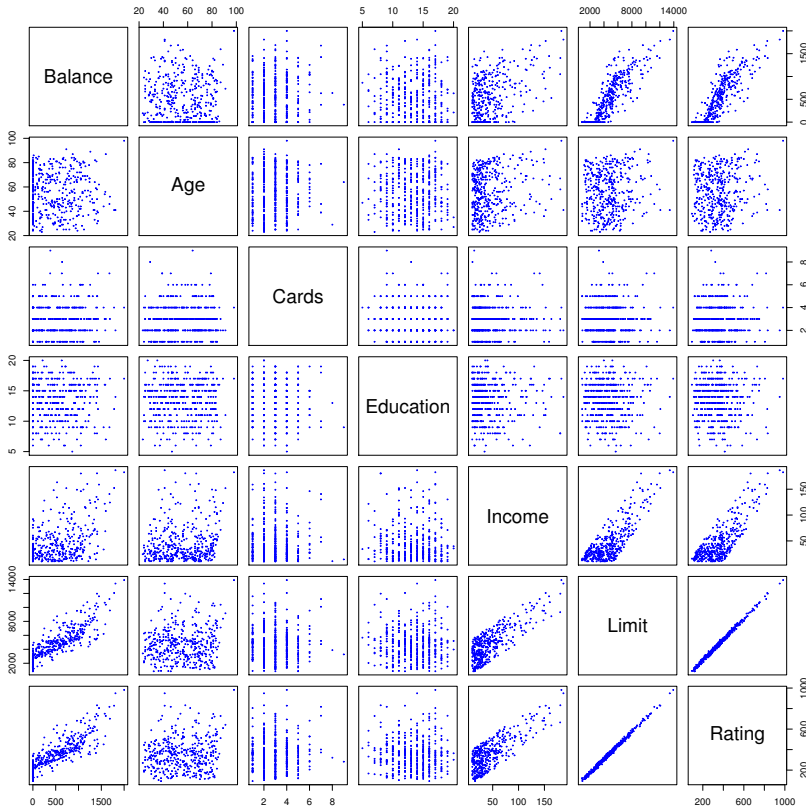 20 40 60 80 100 5 10 15 20 2000 8000 14000
Balance
0 500 1500
Age
20 40 60 80 100
Cards
2 4 6 8
Education
5 10 15 20
Income
50 100 150
Limit
2000 8000 14000
Rating
200 600 1000
0 500 1500 2 4 6 8 50 100 150 200 600 1000